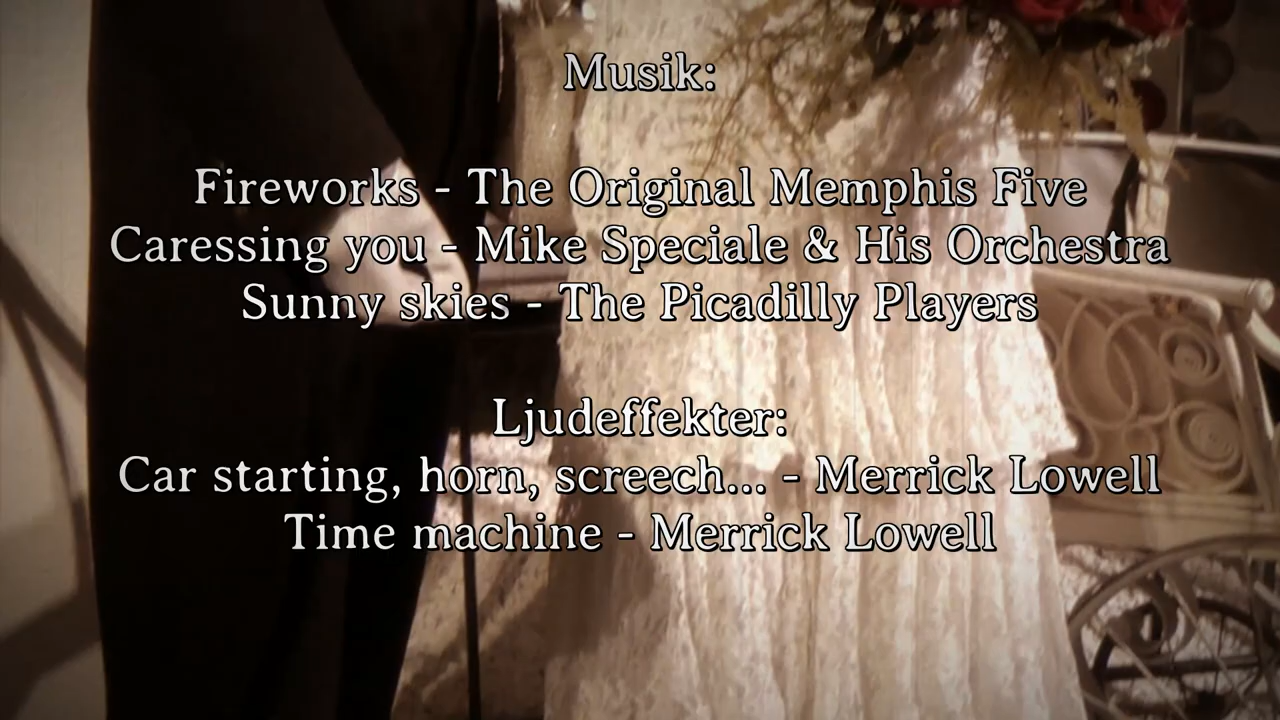 Musik:
Fireworks - The Original Memphis Five
Caressing you - Mike Speciale & His Orchestra
Sunny skies - The Picadilly Players
Ljudeffekter:
Car starting, horn, screech... - Merrick Lowell
Time machine - Merrick Lowell